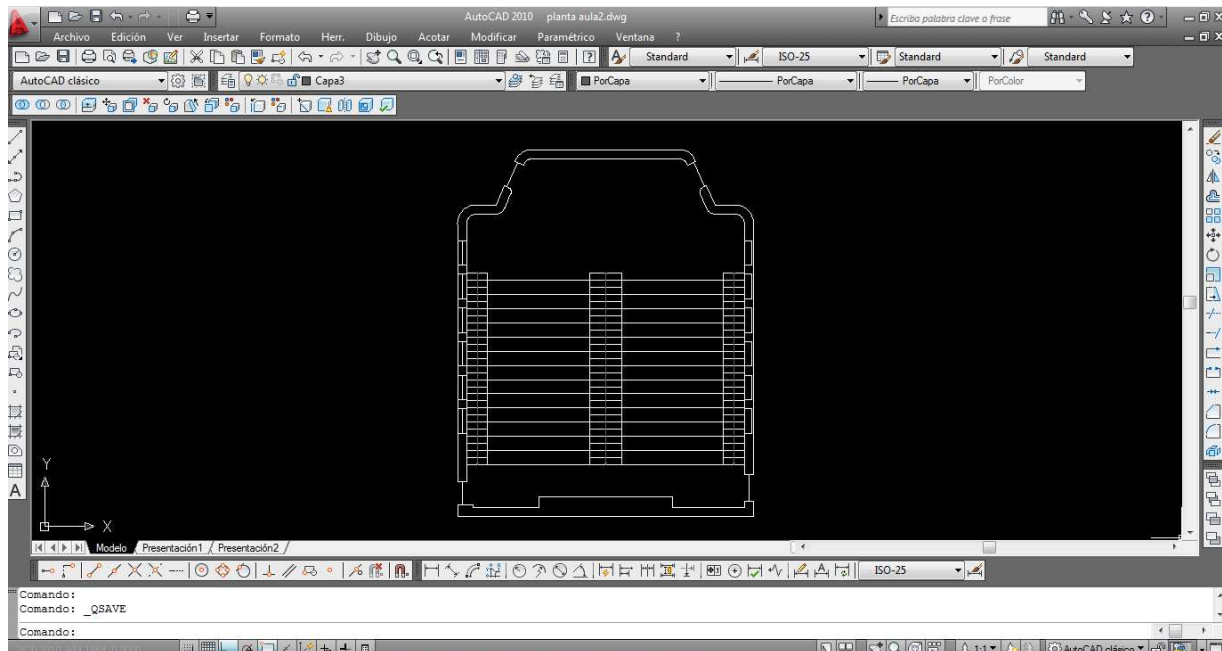 AutoCAD 2010 planta aula2.dwg Escriba palabra clave o frase
Archivo Edición Ver Insertar Formato Herr. Dibujo Acotar Modificar Paramétrico Ventana ?
Standard ISO-25 Standard Standard
AutoCAD clásico Capa3 PorCapa PorCapa PorCapa PorColor
Y
X
A
Modelo Presentación1 Presentación2
ISO-25
Comando:
Comando: _QSAVE
Comando:
1:1 AutoCAD clásico